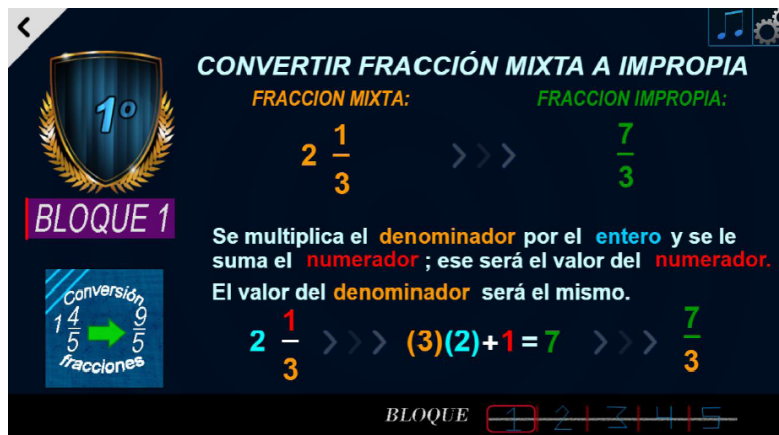 CONVERTIR FRACCIÓN MIXTA A IMPROPIA
FRACCION MIXTA: FRACCION IMPROPIA:
2 1/3 7/3
1º
BLOQUE 1
Se multiplica el denominador por el entero y se le
suma el numerador ; ese será el valor del numerador.
El valor del denominador será el mismo.
2 1/3 (3)(2)+1=7 7/3
Conversión
1 4/5 9/5
fracciones
BLOQUE 1 2 3 4 5